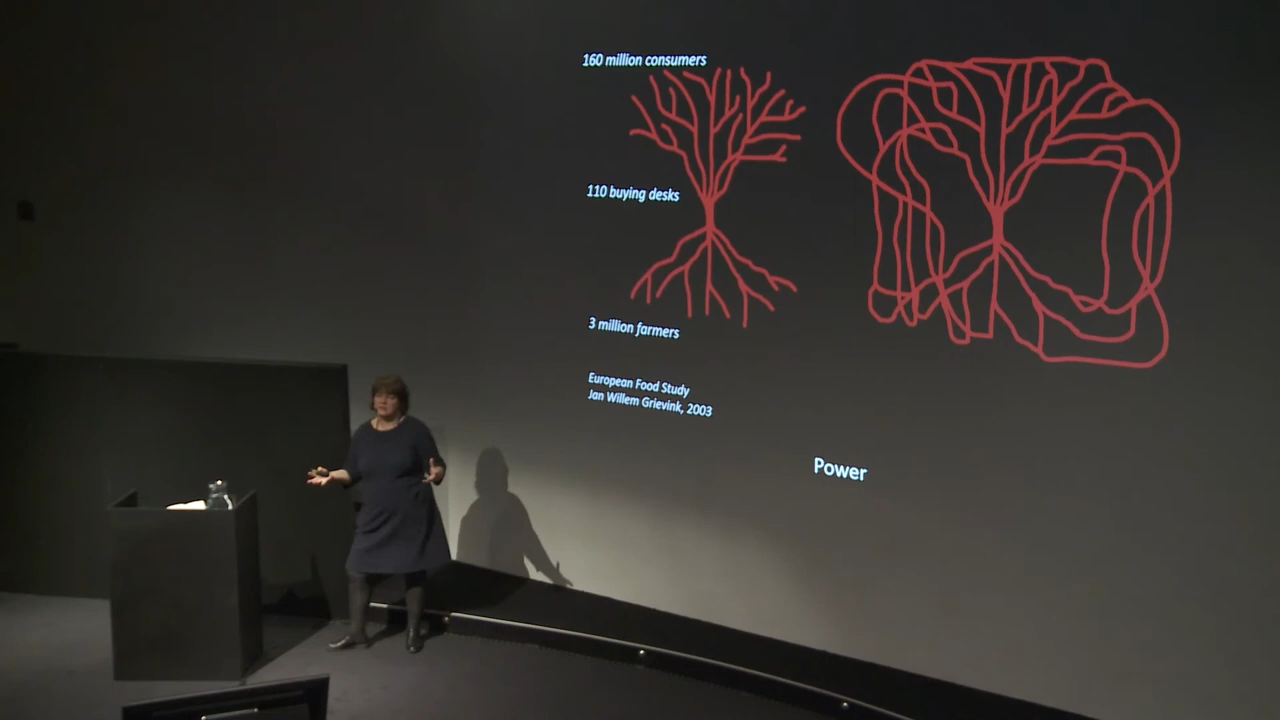 160 million consumers
110 buying desks
3 million farmers
European Food Study
Jan Willem Grievink, 2003
Power